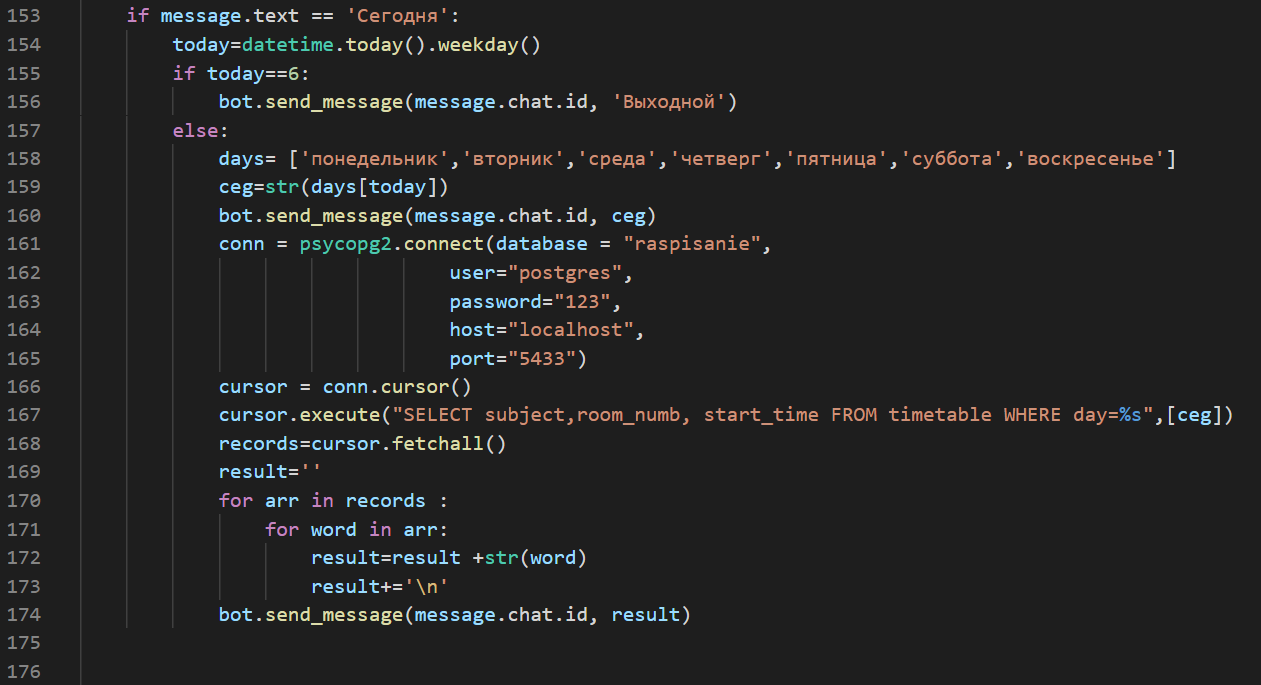 153 if message.text == 'Сегодня':
154 today=datetime.today().weekday()
155 if today==6:
156 bot.send_message(message.chat.id, 'Выходной')
157 else:
158 days= ['понедельник','вторник','среда','четверг','пятница','суббота','воскресенье']
159 ceg=str(days[today])
160 bot.send_message(message.chat.id, ceg)
161 conn = psycopg2.connect(database = "raspisanie",
162 user="postgres",
163 password="123",
164 host="localhost",
165 port="5433")
166 cursor = conn.cursor()
167 cursor.execute("SELECT subject,room_numb, start_time FROM timetable WHERE day=%s",[ceg])
168 records=cursor.fetchall()
169 result=''
170 for arr in records :
171 for word in arr:
172 result=result +str(word)
173 result+='\n'
174 bot.send_message(message.chat.id, result)
175
176